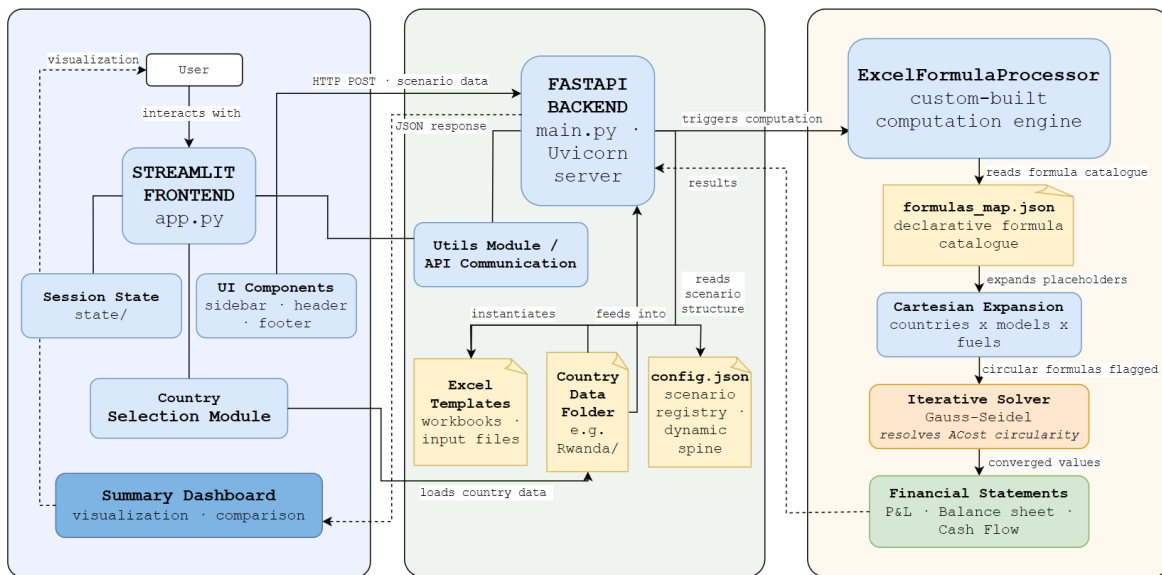 visualization
User
interacts with
STREAMLIT
FRONTEND
app.py
Session State
state/
UI Components
sidebar · header
· footer
Country
Selection Module
Summary Dashboard
visualization · comparison
HTTP POST · scenario data
JSON response
FASTAPI
BACKEND
main.py ·
Uvicorn
server
Utils Module /
API Communication
instantiates
feeds into
reads
scenario
structure
Excel
Templates
workbooks ·
input files
Country
Data
Folder
e.g.
Rwanda/
config.json
scenario
registry ·
dynamic
spine
loads country data
triggers computation
results
ExcelFormulaProcessor
custom-built
computation engine
reads formula catalogue
formulas_map.json
declarative formula
catalogue
expands placeholders
Cartesian Expansion
countries x models x
fuels
circular formulas flagged
Iterative Solver
Gauss-Seidel
resolves ACost circularity
converged values
Financial Statements
P&L · Balance sheet ·
Cash Flow